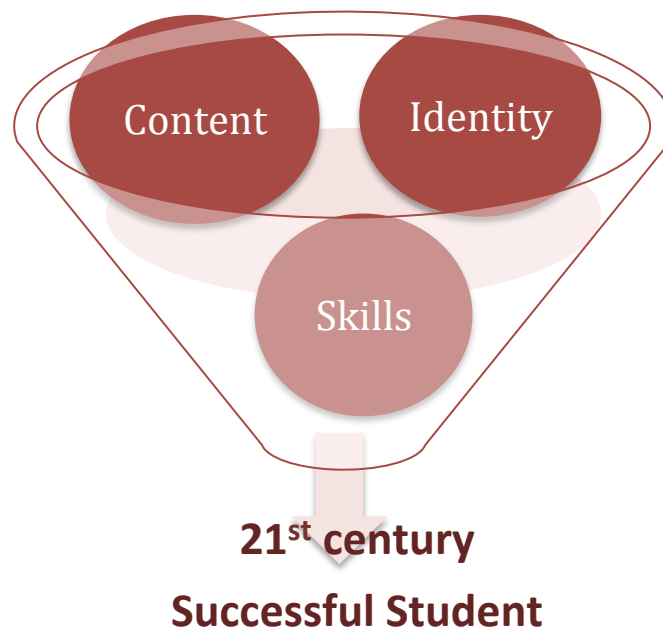 Content
Identity
Skills
21st century
Successful Student